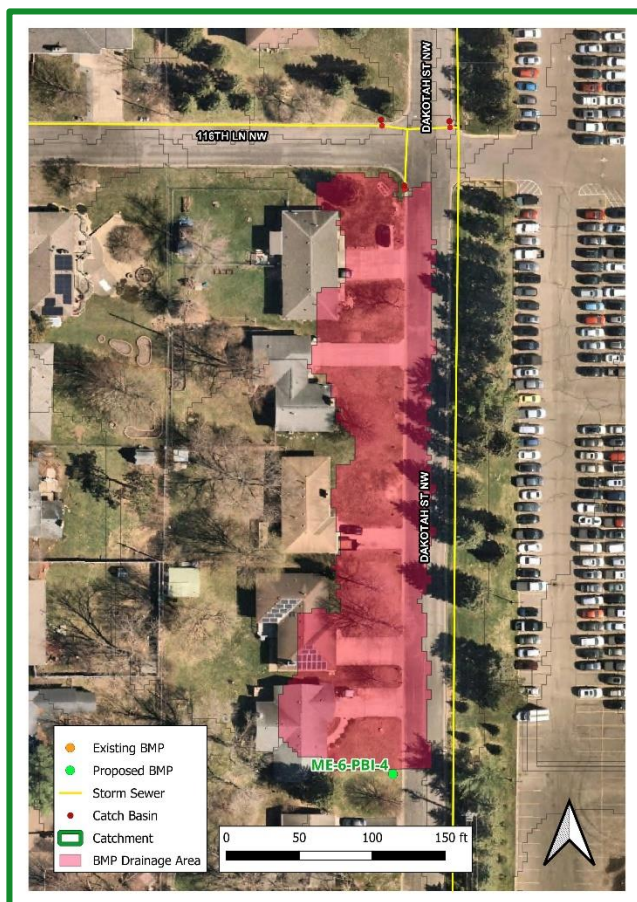 116TH LN NW
DAKOTAH ST NW
DAKOTAH ST NW
ME-6-PBI-4
Existing BMP
Proposed BMP
Storm Sewer
Catch Basin
Catchment
BMP Drainage Area
0 50 100 150 ft